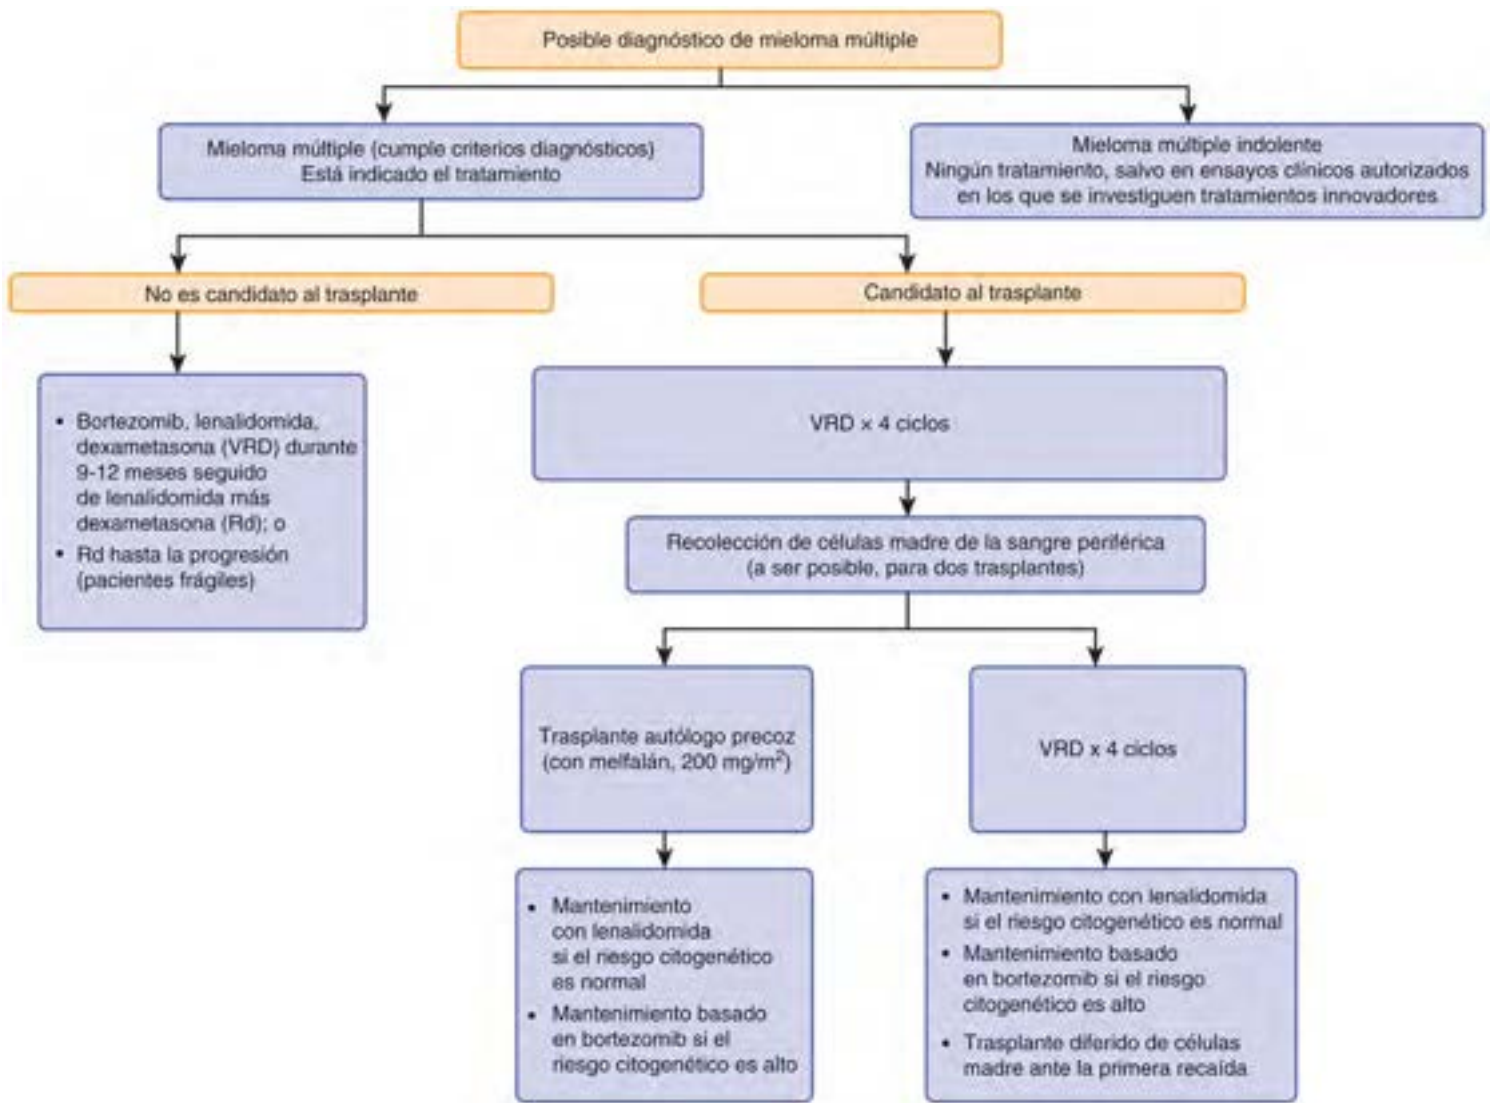 Posible diagnóstico de mieloma múltiple
Mieloma múltiple (cumple criterios diagnósticos)
Está indicado el tratamiento
Mieloma múltiple indolente
Ningún tratamiento, salvo en ensayos clínicos autorizados
en los que se investiguen tratamientos innovadores
No es candidato al trasplante
Candidato al trasplante
• Bortezomib, lenalidomida,
dexametasona (VRD) durante
9-12 meses seguido
de lenalidomida más
dexametasona (Rd); o
• Rd hasta la progresión
(pacientes frágiles)
VRD × 4 ciclos
Recolección de células madre de la sangre periférica
(a ser posible, para dos trasplantes)
Trasplante autólogo precoz
(con melfalán, 200 mg/m²)
VRD x 4 ciclos
• Mantenimiento
con lenalidomida
si el riesgo citogenético
es normal
• Mantenimiento basado
en bortezomib si el
riesgo citogenético es alto
• Mantenimiento con lenalidomida
si el riesgo citogenético es normal
• Mantenimiento basado
en bortezomib si el riesgo
citogenético es alto
• Trasplante diferido de células
madre ante la primera recaída